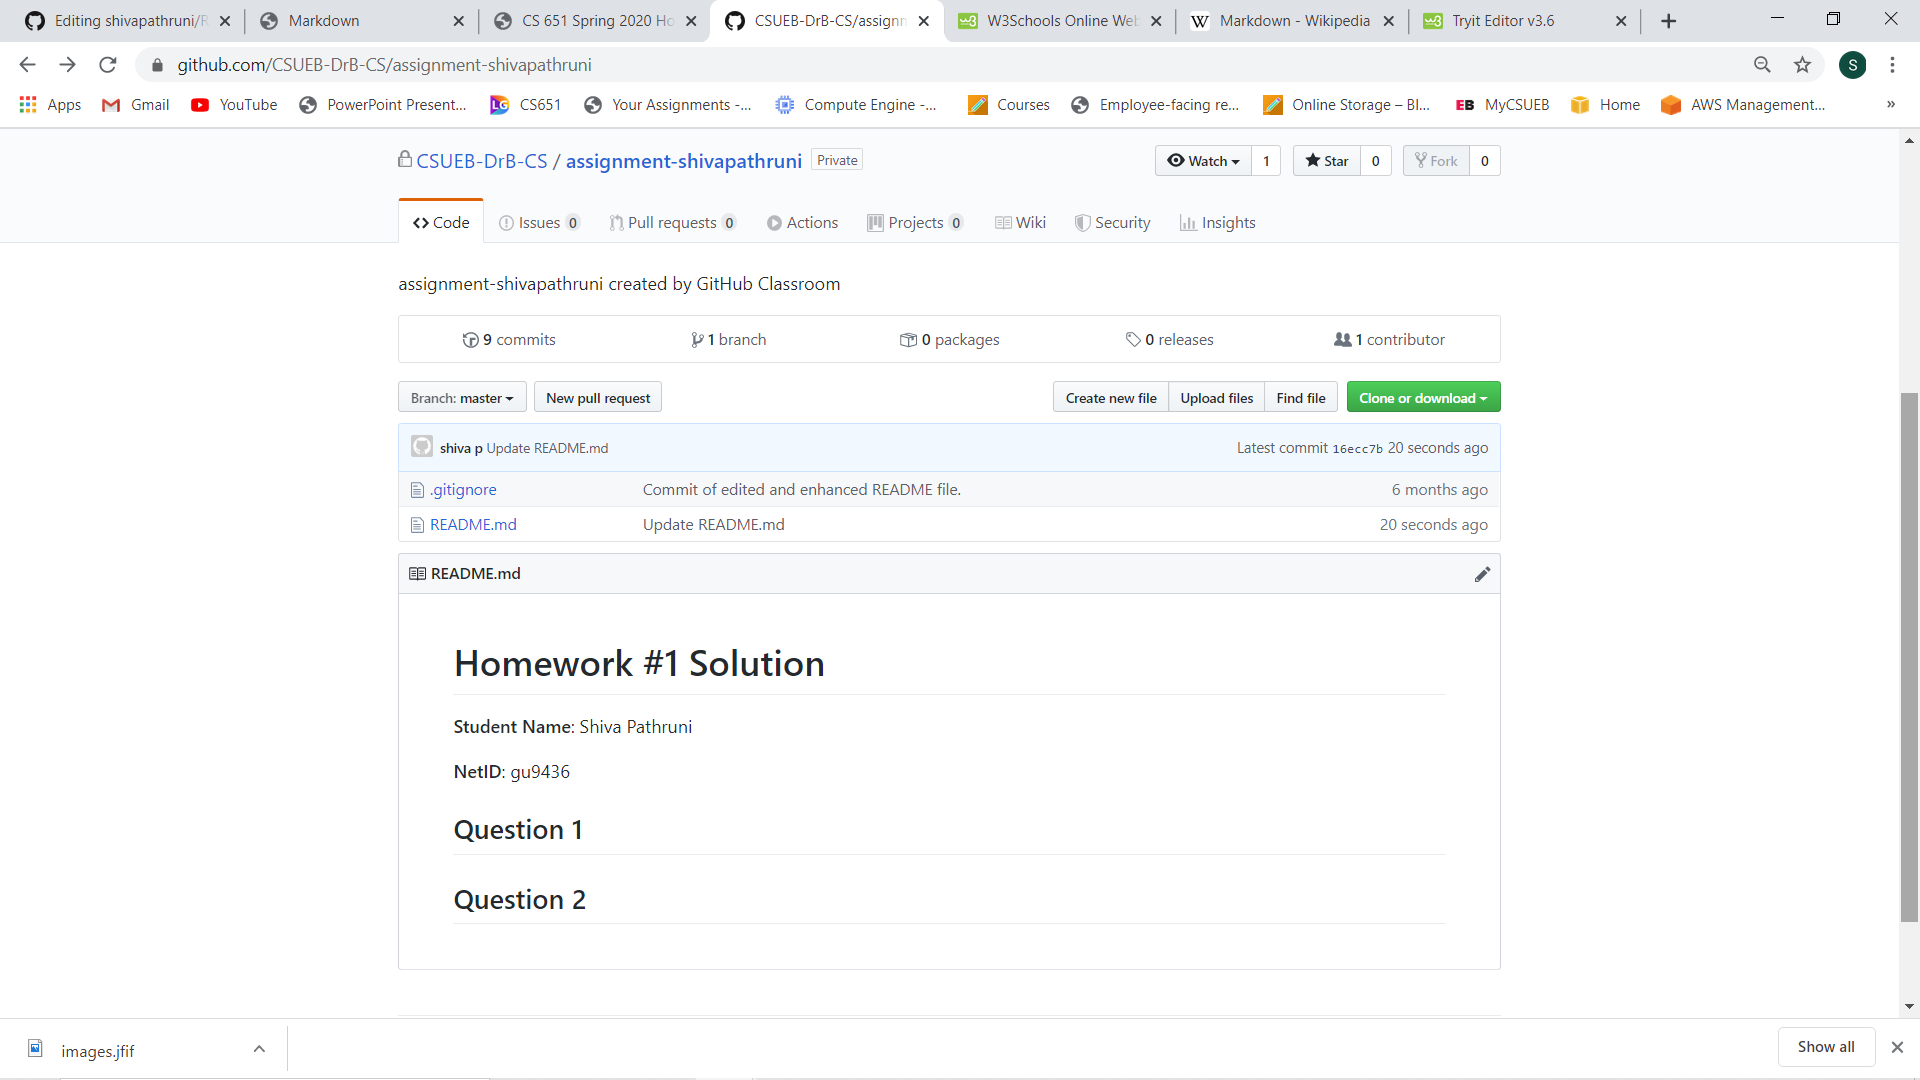 Editing shivapathruni/R
Markdown
CS 651 Spring 2020 Ho
CSUEB-DrB-CS/assignm
W3Schools Online Web
Markdown - Wikipedia
Tryit Editor v3.6
github.com/CSUEB-DrB-CS/assignment-shivapathruni
S
Apps
Gmail
YouTube
PowerPoint Present...
CS651
Your Assignments -...
Compute Engine -...
Courses
Employee-facing re...
Online Storage – Bl...
MyCSUEB
Home
AWS Management...
»
CSUEB-DrB-CS / assignment-shivapathruni Private
Watch 1
Star 0
Fork 0
Code
Issues 0
Pull requests 0
Actions
Projects 0
Wiki
Security
Insights
assignment-shivapathruni created by GitHub Classroom
9 commits
1 branch
0 packages
0 releases
1 contributor
Branch: master
New pull request
Create new file
Upload files
Find file
Clone or download
shiva p Update README.md
Latest commit 16ecc7b 20 seconds ago
.gitignore
Commit of edited and enhanced README file.
6 months ago
README.md
Update README.md
20 seconds ago
README.md
Homework #1 Solution
Student Name: Shiva Pathruni
NetID: gu9436
Question 1
Question 2
images.jfif
Show all